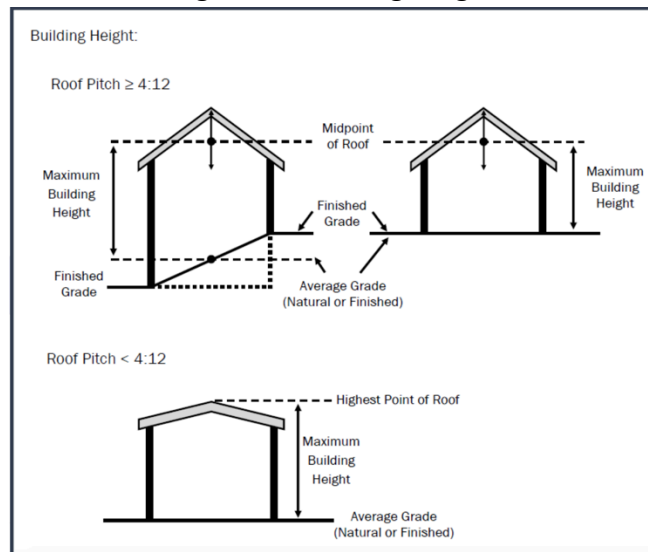 Building Height:
Roof Pitch ≥ 4:12
Midpoint
of Roof
Maximum
Building
Height
Maximum
Building
Height
Finished
Grade
Finished
Grade
Average Grade
(Natural or Finished)
Roof Pitch < 4:12
Highest Point of Roof
Maximum
Building
Height
Average Grade
(Natural or Finished)